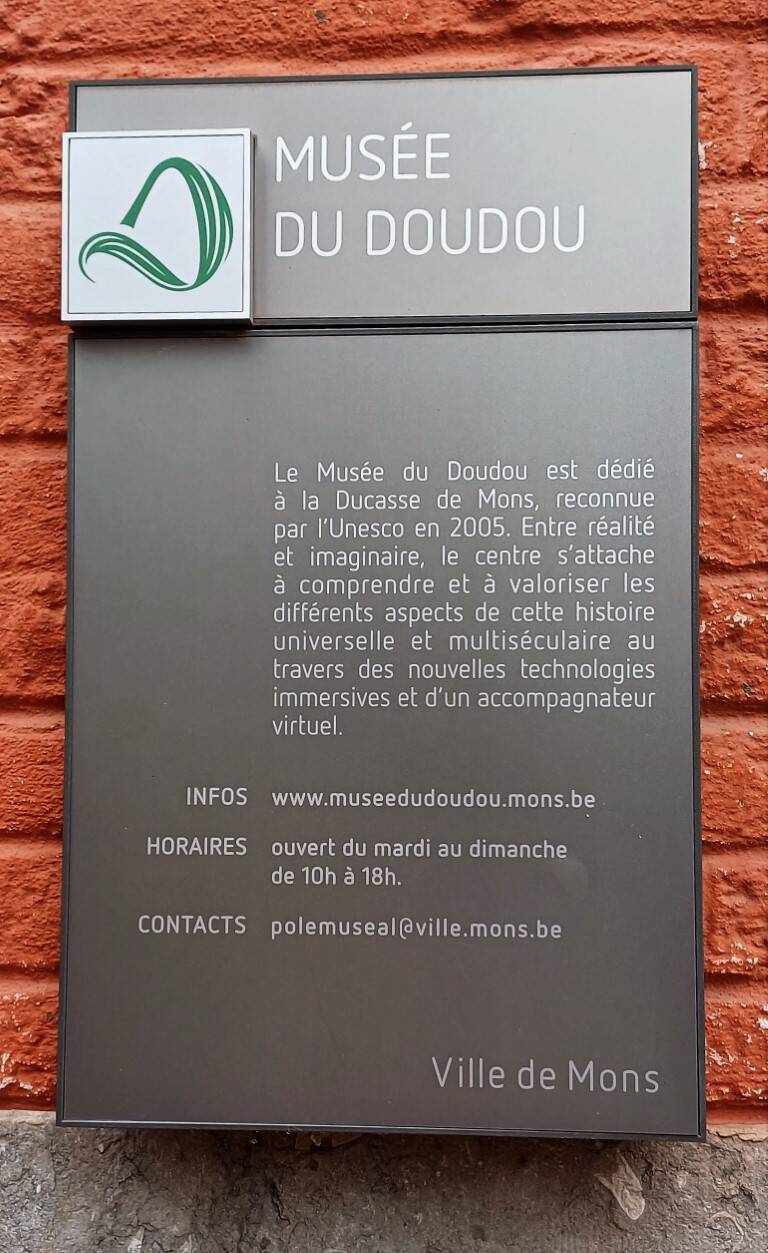 MUSÉE
DU DOUDOU
Le Musée du Doudou est dédié
à la Ducasse de Mons, reconnue
par l'Unesco en 2005. Entre réalité
et imaginaire, le centre s'attache
à comprendre et à valoriser les
différents aspects de cette histoire
universelle et multiséculaire au
travers des nouvelles technologies
immersives et d'un accompagnateur
virtuel.
INFOS www.museedudoudou.mons.be
HORAIRES ouvert du mardi au dimanche
de 10h à 18h.
CONTACTS polemuseal@ville.mons.be
Ville de Mons